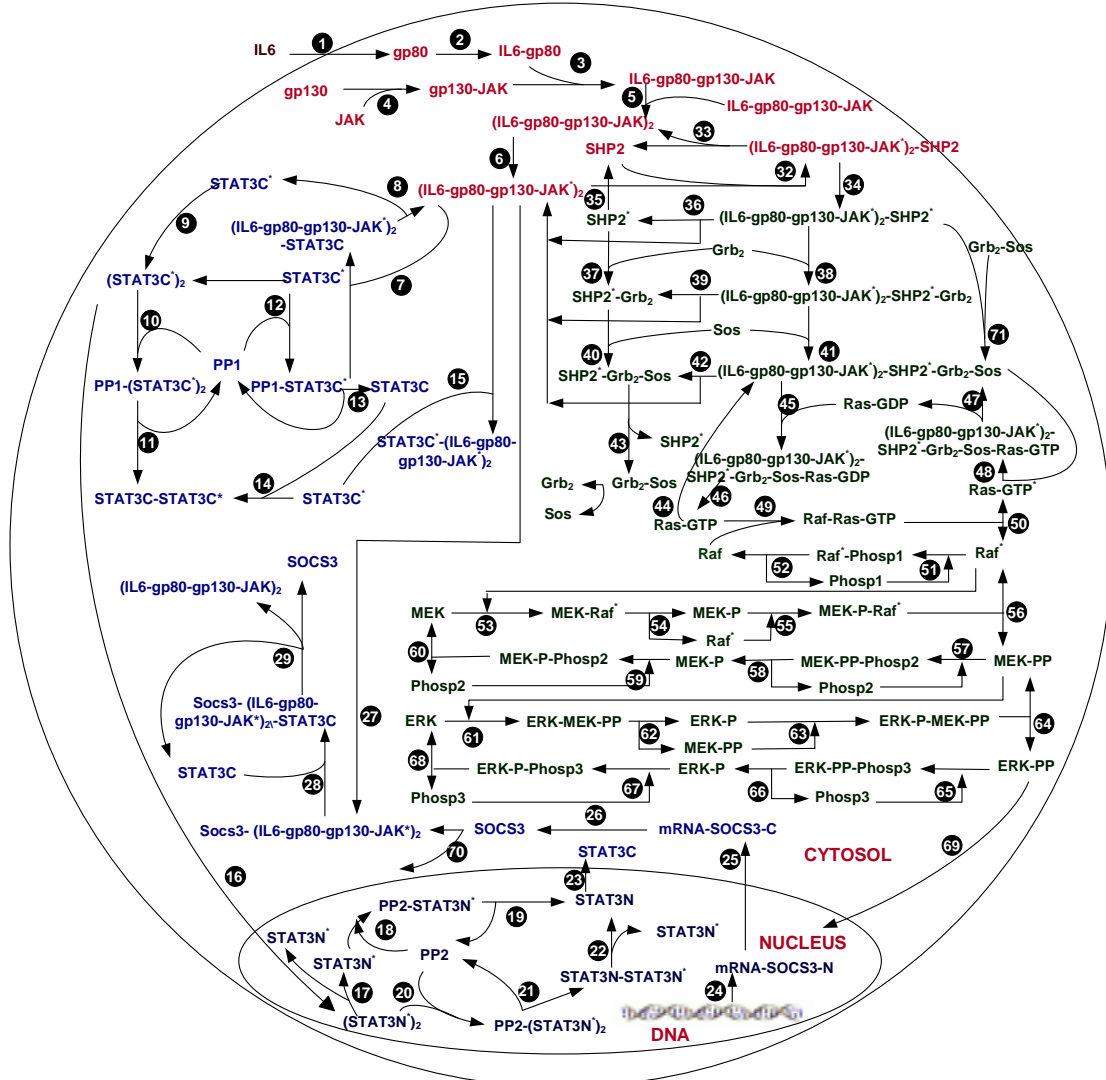 IL6
1
gp80
2
IL6-gp80
3
gp130
4
gp130-JAK
JAK
IL6-gp80-gp130-JAK
5
IL6-gp80-gp130-JAK
(IL6-gp80-gp130-JAK)2
33
6
SHP2
(IL6-gp80-gp130-JAK*)2-SHP2
32
34
8
(IL6-gp80-gp130-JAK*)2
35
STAT3C*
9
(IL6-gp80-gp130-JAK*)2
-STAT3C
36
SHP2*
(IL6-gp80-gp130-JAK*)2-SHP2*
Grb2-Sos
Grb2
(STAT3C*)2
STAT3C*
7
37
39
38
12
SHP2*-Grb2
(IL6-gp80-gp130-JAK*)2-SHP2*-Grb2
10
Sos
71
PP1
40
42
41
PP1-(STAT3C*)2
PP1-STAT3C*
13
STAT3C
15
SHP2*-Grb2-Sos
(IL6-gp80-gp130-JAK*)2-SHP2*-Grb2-Sos
45
Ras-GDP
47
11
STAT3C*-(IL6-gp80-
gp130-JAK*)2
43
SHP2*
(IL6-gp80-gp130-JAK*)2-
SHP2*-Grb2-Sos-Ras-GTP
(IL6-gp80-gp130-JAK*)2-
SHP2*-Grb2-Sos-Ras-GDP
48
STAT3C-STAT3C*
14
STAT3C*
Grb2
Grb2-Sos
Ras-GTP*
44
46
49
Sos
Ras-GTP
Raf-Ras-GTP
50
Raf
52
Raf*-Phosp1
51
Raf*
SOCS3
Phosp1
(IL6-gp80-gp130-JAK)2
MEK
53
MEK-Raf*
54
MEK-P
55
MEK-P-Raf*
56
Raf*
60
MEK-P-Phosp2
59
MEK-P
58
MEK-PP-Phosp2
57
MEK-PP
29
Phosp2
Phosp2
Socs3- (IL6-gp80-
gp130-JAK*)2\-STAT3C
27
ERK
61
ERK-MEK-PP
62
ERK-P
63
ERK-P-MEK-PP
64
MEK-PP
68
STAT3C
28
ERK-P-Phosp3
67
ERK-P
66
ERK-PP-Phosp3
65
ERK-PP
Phosp3
Phosp3
26
Socs3- (IL6-gp80-gp130-JAK*)2
SOCS3
mRNA-SOCS3-C
70
STAT3C
25
CYTOSOL
69
16
23
PP2-STAT3N*
19
STAT3N
18
STAT3N*
STAT3N*
NUCLEUS
PP2
22
STAT3N*
mRNA-SOCS3-N
17
20
21
STAT3N-STAT3N*
24
(STAT3N*)2
PP2-(STAT3N*)2
DNA